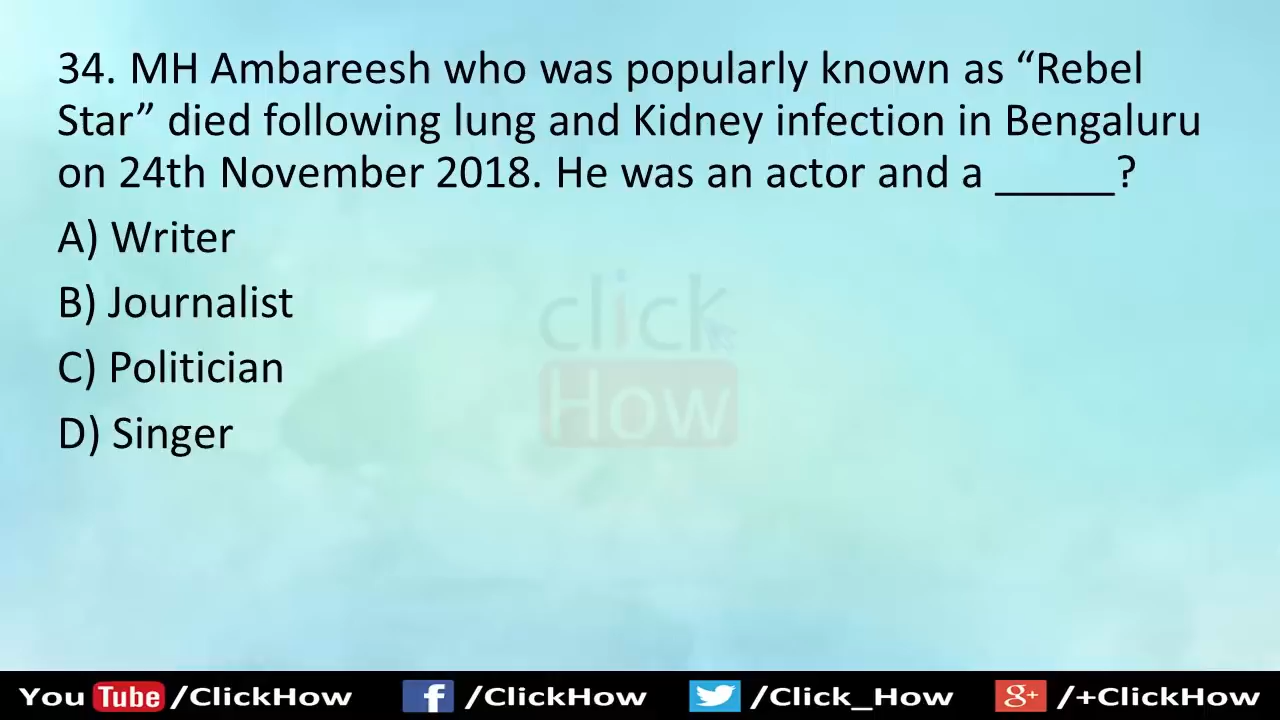 34. MH Ambareesh who was popularly known as “Rebel
Star” died following lung and Kidney infection in Bengaluru
on 24th November 2018. He was an actor and a _____?
A) Writer
B) Journalist
C) Politician
D) Singer
click
How
You Tube /ClickHow f /ClickHow /Click_How g+ /+ClickHow